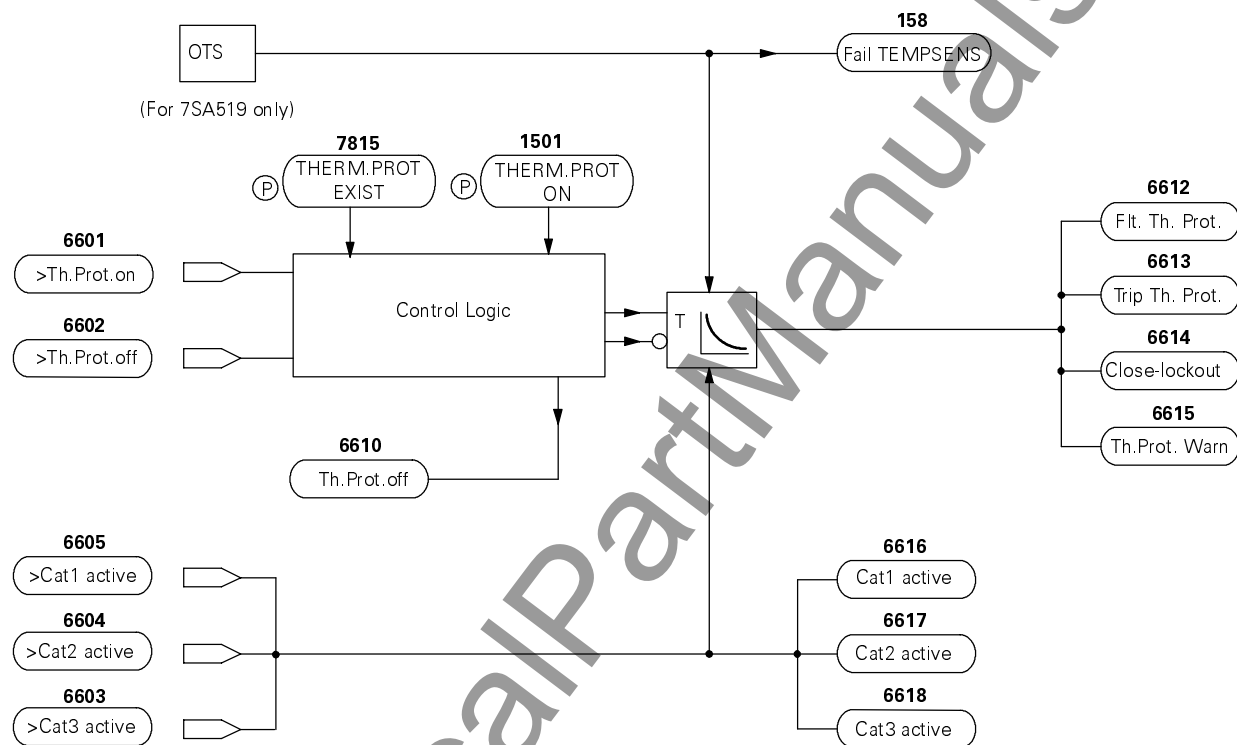 158
OTS
Fail TEMPSENS
(For 7SA519 only)
7815
1501
P
THERM.PROT
EXIST
P
THERM.PROT
ON
6612
Flt. Th. Prot.
6601
>Th.Prot.on
6613
Trip Th. Prot.
Control Logic
T
6602
>Th.Prot.off
6614
Close-lockout
6615
Th.Prot. Warn
6610
Th.Prot.off
6605
>Cat1 active
6616
Cat1 active
6604
>Cat2 active
6617
Cat2 active
6603
>Cat3 active
6618
Cat3 active
alPartManuals